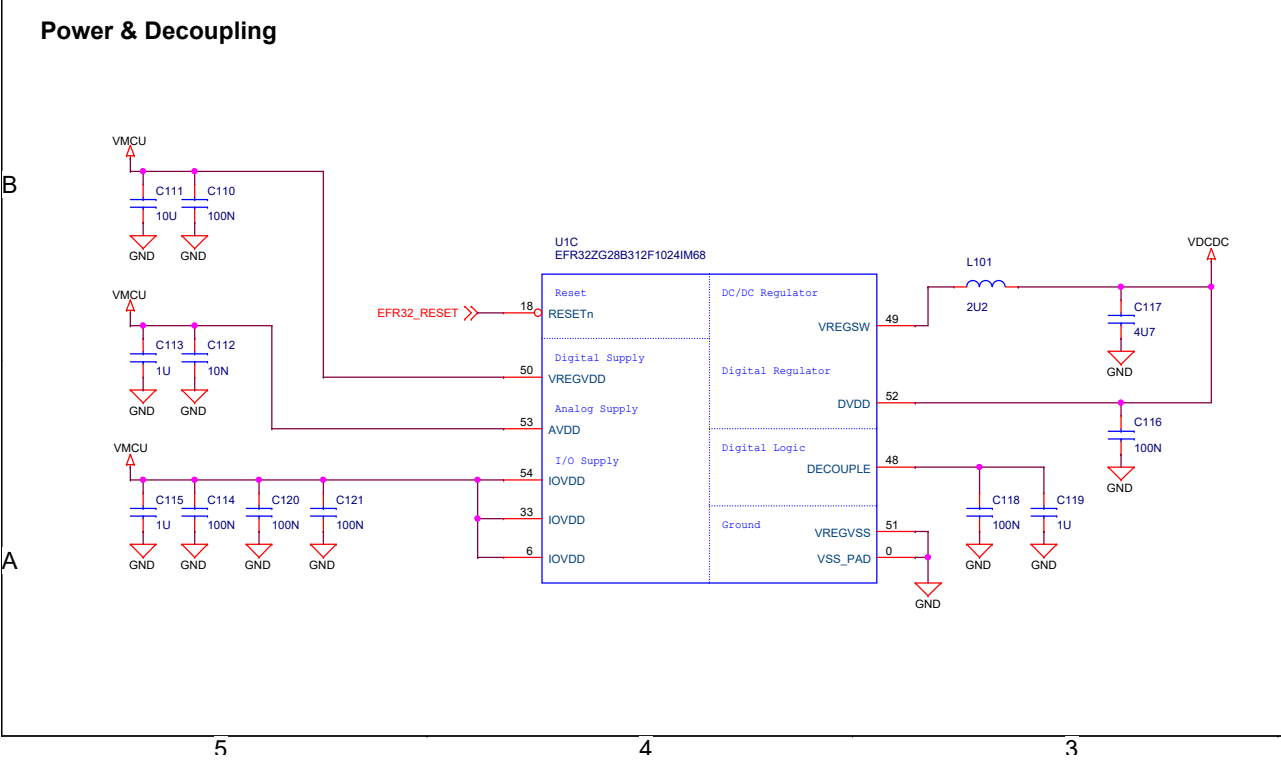 Power & Decoupling
B
VMCU
C111
10U
GND
C110
100N
GND
VMCU
C113
1U
GND
C112
10N
GND
VMCU
C115
1U
GND
C114
100N
GND
C120
100N
GND
C121
100N
GND
A
EFR32_RESET
U1C
EFR32ZG28B312F1024IM68
Reset
18
RESETn
Digital Supply
50
VREGVDD
Analog Supply
53
AVDD
I/O Supply
54
IOVDD
33
IOVDD
6
IOVDD
DC/DC Regulator
VREGSW
49
Digital Regulator
DVDD
52
Digital Logic
DECOUPLE
48
Ground
VREGVSS
51
VSS_PAD
0
GND
L101
2U2
VDCDC
C117
4U7
GND
C116
100N
GND
C118
100N
GND
C119
1U
GND
5
4
3